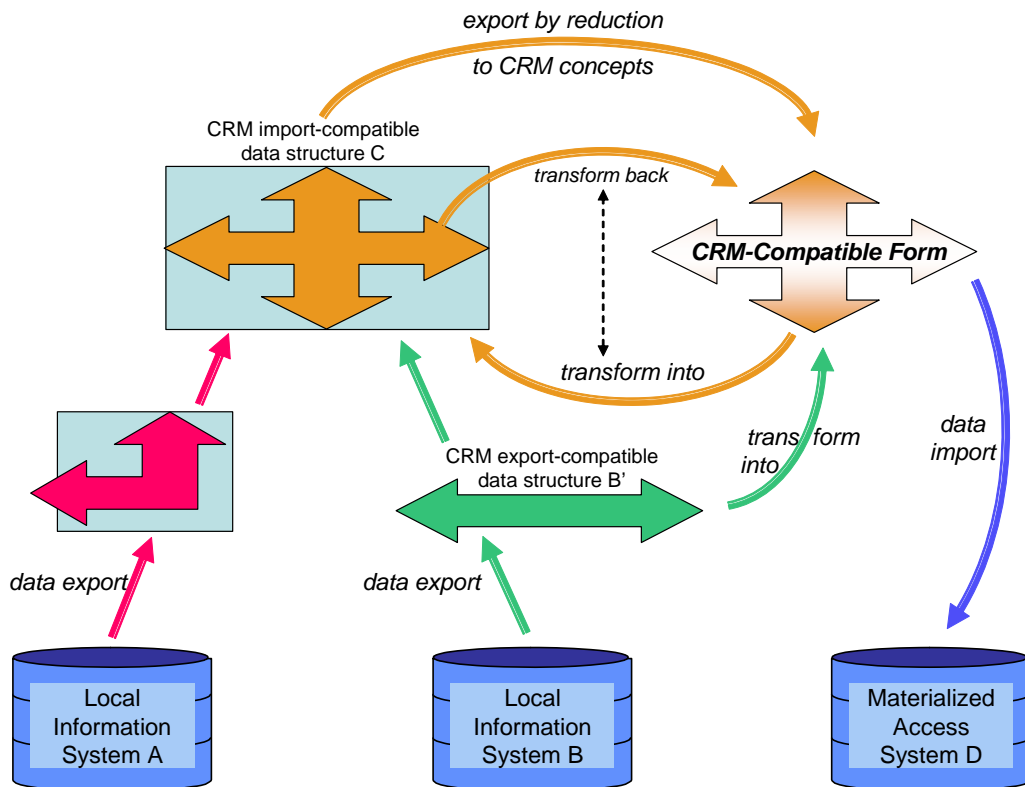 export by reduction
to CRM concepts
CRM import-compatible
data structure C
transform back
CRM-Compatible Form
transform into
trans form
into
data
import
CRM export-compatible
data structure B’
data export
data export
Local
Information
System A
Local
Information
System B
Materialized
Access
System D